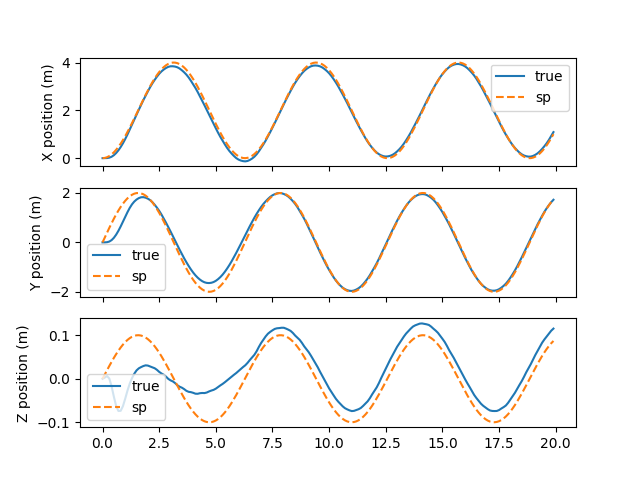 X position (m)
4
2
0
true
sp
Y position (m)
2
0
−2
true
sp
Z position (m)
0.1
0.0
−0.1
true
sp
0.0 2.5 5.0 7.5 10.0 12.5 15.0 17.5 20.0